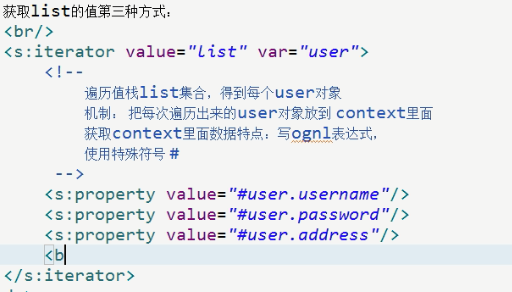 获取list的值第三种方式：
<br/>
<s:iterator value="list" var="user">
<!--
遍历值栈list集合，得到每个user对象
机制： 把每次遍历出来的user对象放到 context里面
获取context里面数据特点：写ognl表达式，
使用特殊符号 #
-->
<s:property value="#user.username"/>
<s:property value="#user.password"/>
<s:property value="#user.address"/>
<b
</s:iterator>